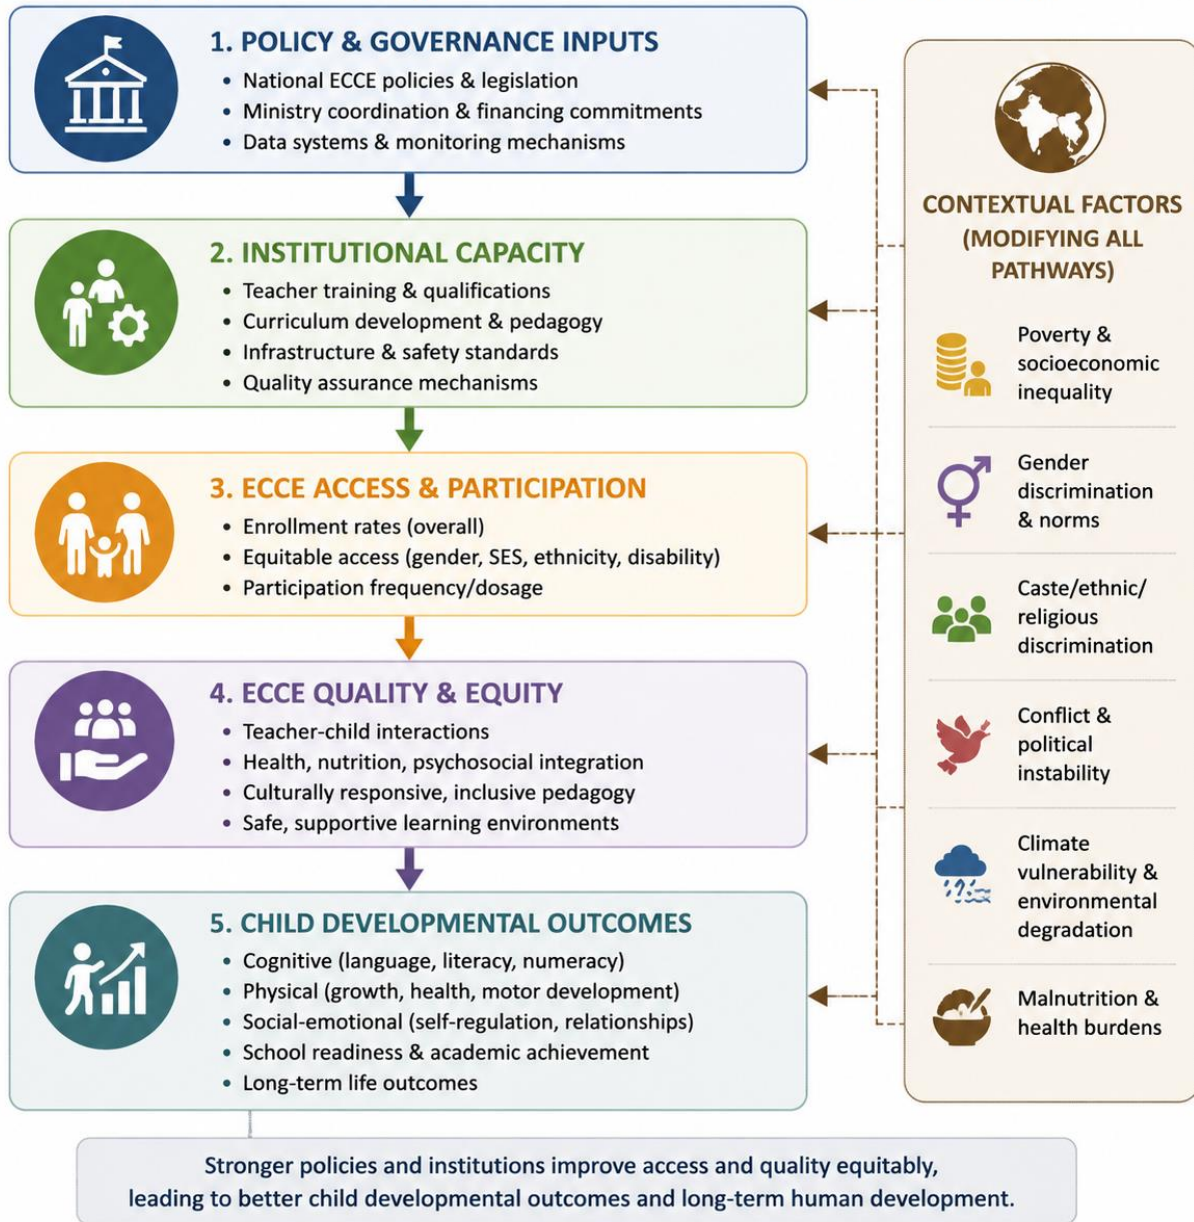 1. POLICY & GOVERNANCE INPUTS
• National ECCE policies & legislation
• Ministry coordination & financing commitments
• Data systems & monitoring mechanisms
2. INSTITUTIONAL CAPACITY
• Teacher training & qualifications
• Curriculum development & pedagogy
• Infrastructure & safety standards
• Quality assurance mechanisms
3. ECCE ACCESS & PARTICIPATION
• Enrollment rates (overall)
• Equitable access (gender, SES, ethnicity, disability)
• Participation frequency/dosage
4. ECCE QUALITY & EQUITY
• Teacher-child interactions
• Health, nutrition, psychosocial integration
• Culturally responsive, inclusive pedagogy
• Safe, supportive learning environments
5. CHILD DEVELOPMENTAL OUTCOMES
• Cognitive (language, literacy, numeracy)
• Physical (growth, health, motor development)
• Social-emotional (self-regulation, relationships)
• School readiness & academic achievement
• Long-term life outcomes
CONTEXTUAL FACTORS
(MODIFYING ALL
PATHWAYS)
Poverty &
socioeconomic
inequality
Gender
discrimination
& norms
Caste/ethnic/
religious
discrimination
Conflict &
political
instability
Climate
vulnerability &
environmental
degradation
Malnutrition &
health burdens
Stronger policies and institutions improve access and quality equitably,
leading to better child developmental outcomes and long-term human development.